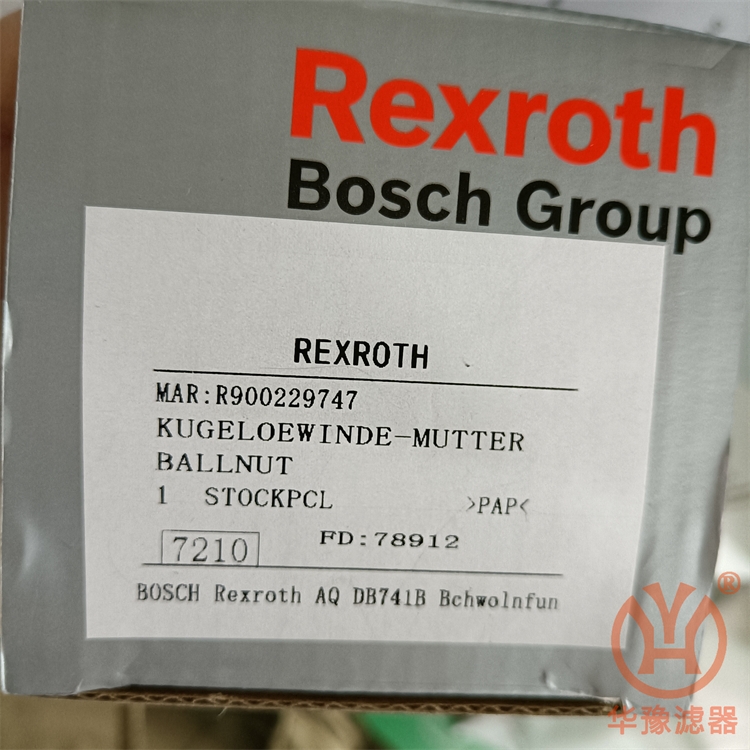 Rexroth
Bosch Group
REXROTH
MAR:R900229747
KUGELOEWINDE-MUTTER
BALLNUT
1 STOCKPCL >PAP<
7210 FD:78912
BOSCH Rexroth AQ DB741B Bchwolnfun
华豫滤器
®